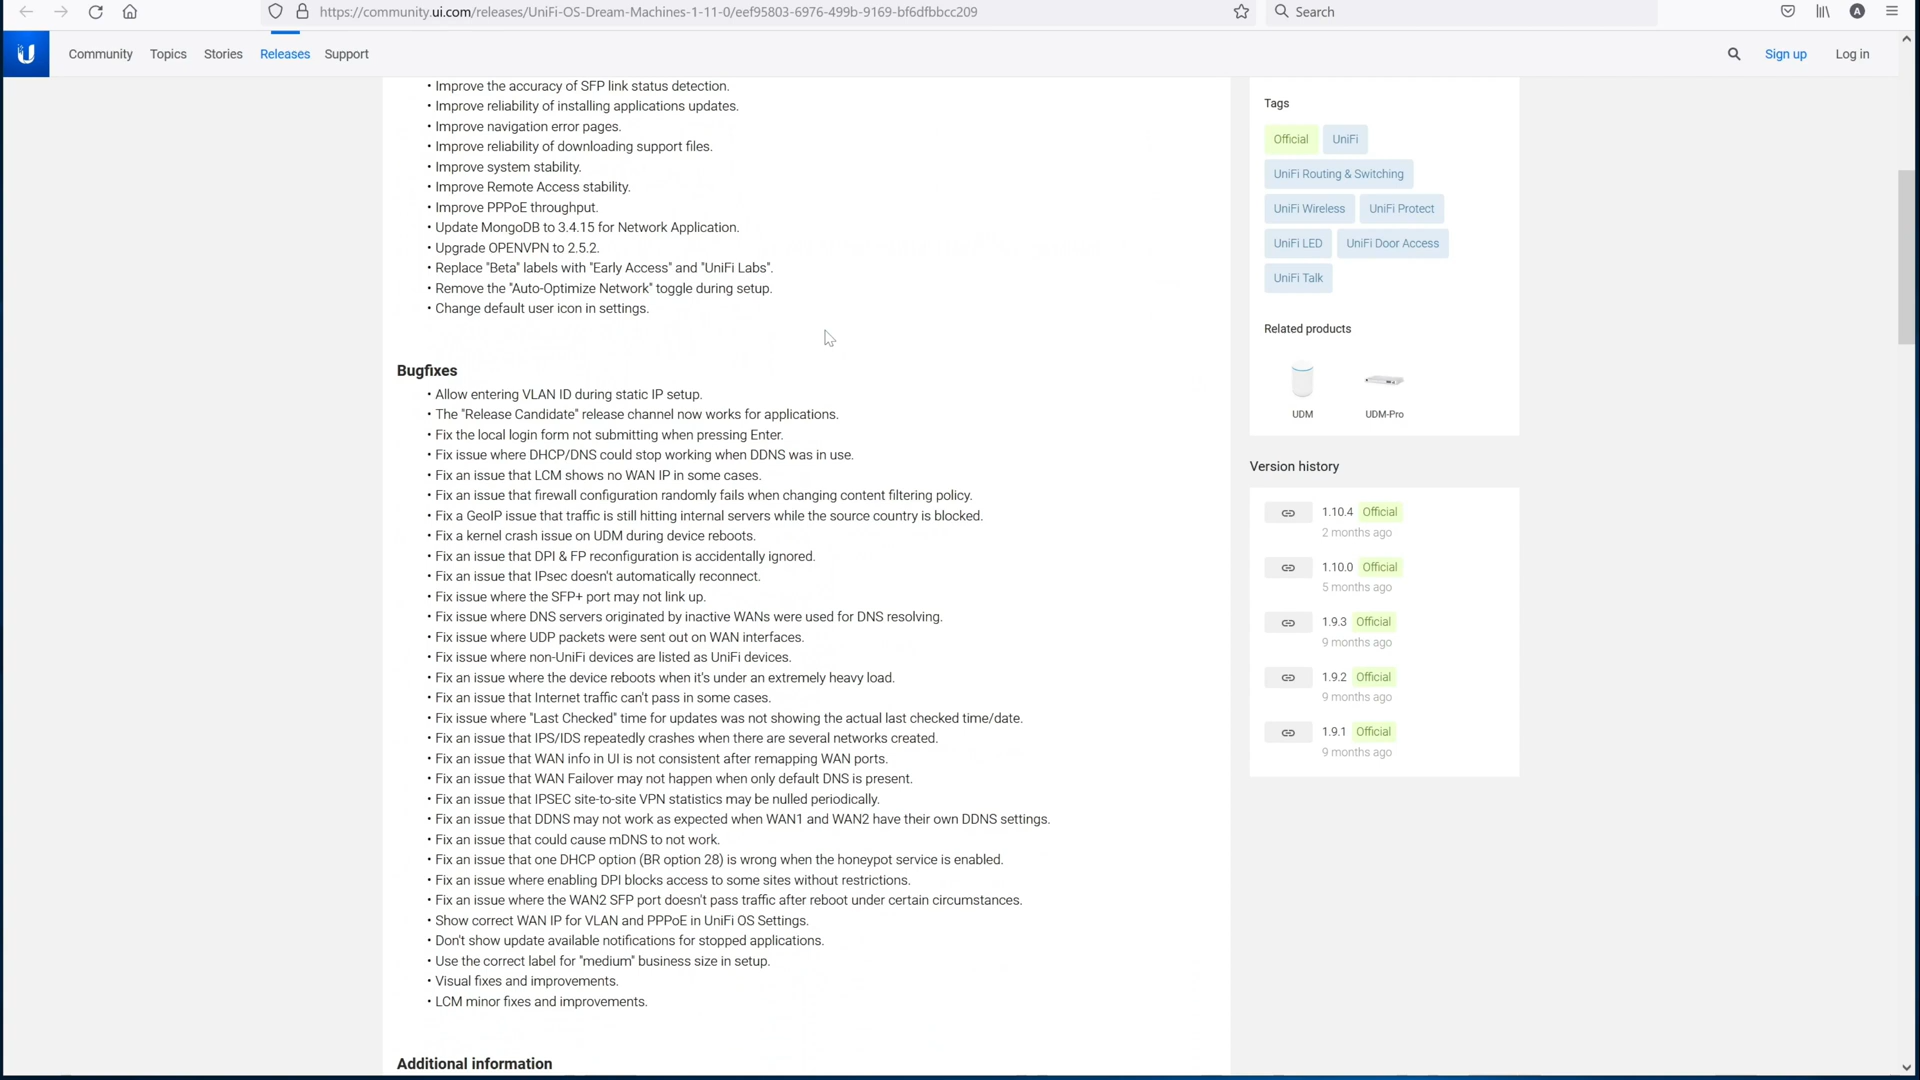 https://community.ui.com/releases/UniFi-OS-Dream-Machines-1-11-0/eef95803-6976-499b-9169-bf6dfbbcc209
Search
A
Community Topics Stories Releases Support
Sign up Log in
• Improve the accuracy of SFP link status detection.
• Improve reliability of installing applications updates.
• Improve navigation error pages.
• Improve reliability of downloading support files.
• Improve system stability.
• Improve Remote Access stability.
• Improve PPPoE throughput.
• Update MongoDB to 3.4.15 for Network Application.
• Upgrade OPENVPN to 2.5.2.
• Replace "Beta" labels with "Early Access" and "UniFi Labs".
• Remove the "Auto-Optimize Network" toggle during setup.
• Change default user icon in settings.
Bugfixes
• Allow entering VLAN ID during static IP setup.
• The "Release Candidate" release channel now works for applications.
• Fix the local login form not submitting when pressing Enter.
• Fix issue where DHCP/DNS could stop working when DDNS was in use.
• Fix an issue that LCM shows no WAN IP in some cases.
• Fix an issue that firewall configuration randomly fails when changing content filtering policy.
• Fix a GeoIP issue that traffic is still hitting internal servers while the source country is blocked.
• Fix a kernel crash issue on UDM during device reboots.
• Fix an issue that DPI & FP reconfiguration is accidentally ignored.
• Fix an issue that IPsec doesn't automatically reconnect.
• Fix issue where the SFP+ port may not link up.
• Fix issue where DNS servers originated by inactive WANs were used for DNS resolving.
• Fix issue where UDP packets were sent out on WAN interfaces.
• Fix issue where non-UniFi devices are listed as UniFi devices.
• Fix an issue where the device reboots when it's under an extremely heavy load.
• Fix an issue that Internet traffic can't pass in some cases.
• Fix issue where "Last Checked" time for updates was not showing the actual last checked time/date.
• Fix an issue that IPS/IDS repeatedly crashes when there are several networks created.
• Fix an issue that WAN info in UI is not consistent after remapping WAN ports.
• Fix an issue that WAN Failover may not happen when only default DNS is present.
• Fix an issue that IPSEC site-to-site VPN statistics may be nulled periodically.
• Fix an issue that DDNS may not work as expected when WAN1 and WAN2 have their own DDNS settings.
• Fix an issue that could cause mDNS to not work.
• Fix an issue that one DHCP option (BR option 28) is wrong when the honeypot service is enabled.
• Fix an issue where enabling DPI blocks access to some sites without restrictions.
• Fix an issue where the WAN2 SFP port doesn't pass traffic after reboot under certain circumstances.
• Show correct WAN IP for VLAN and PPPoE in UniFi OS Settings.
• Don't show update available notifications for stopped applications.
• Use the correct label for "medium" business size in setup.
• Visual fixes and improvements.
• LCM minor fixes and improvements.
Additional information
Tags
Official UniFi
UniFi Routing & Switching
UniFi Wireless UniFi Protect
UniFi LED UniFi Door Access
UniFi Talk
Related products
UDM UDM-Pro
Version history
1.10.4 Official
2 months ago
1.10.0 Official
5 months ago
1.9.3 Official
9 months ago
1.9.2 Official
9 months ago
1.9.1 Official
9 months ago